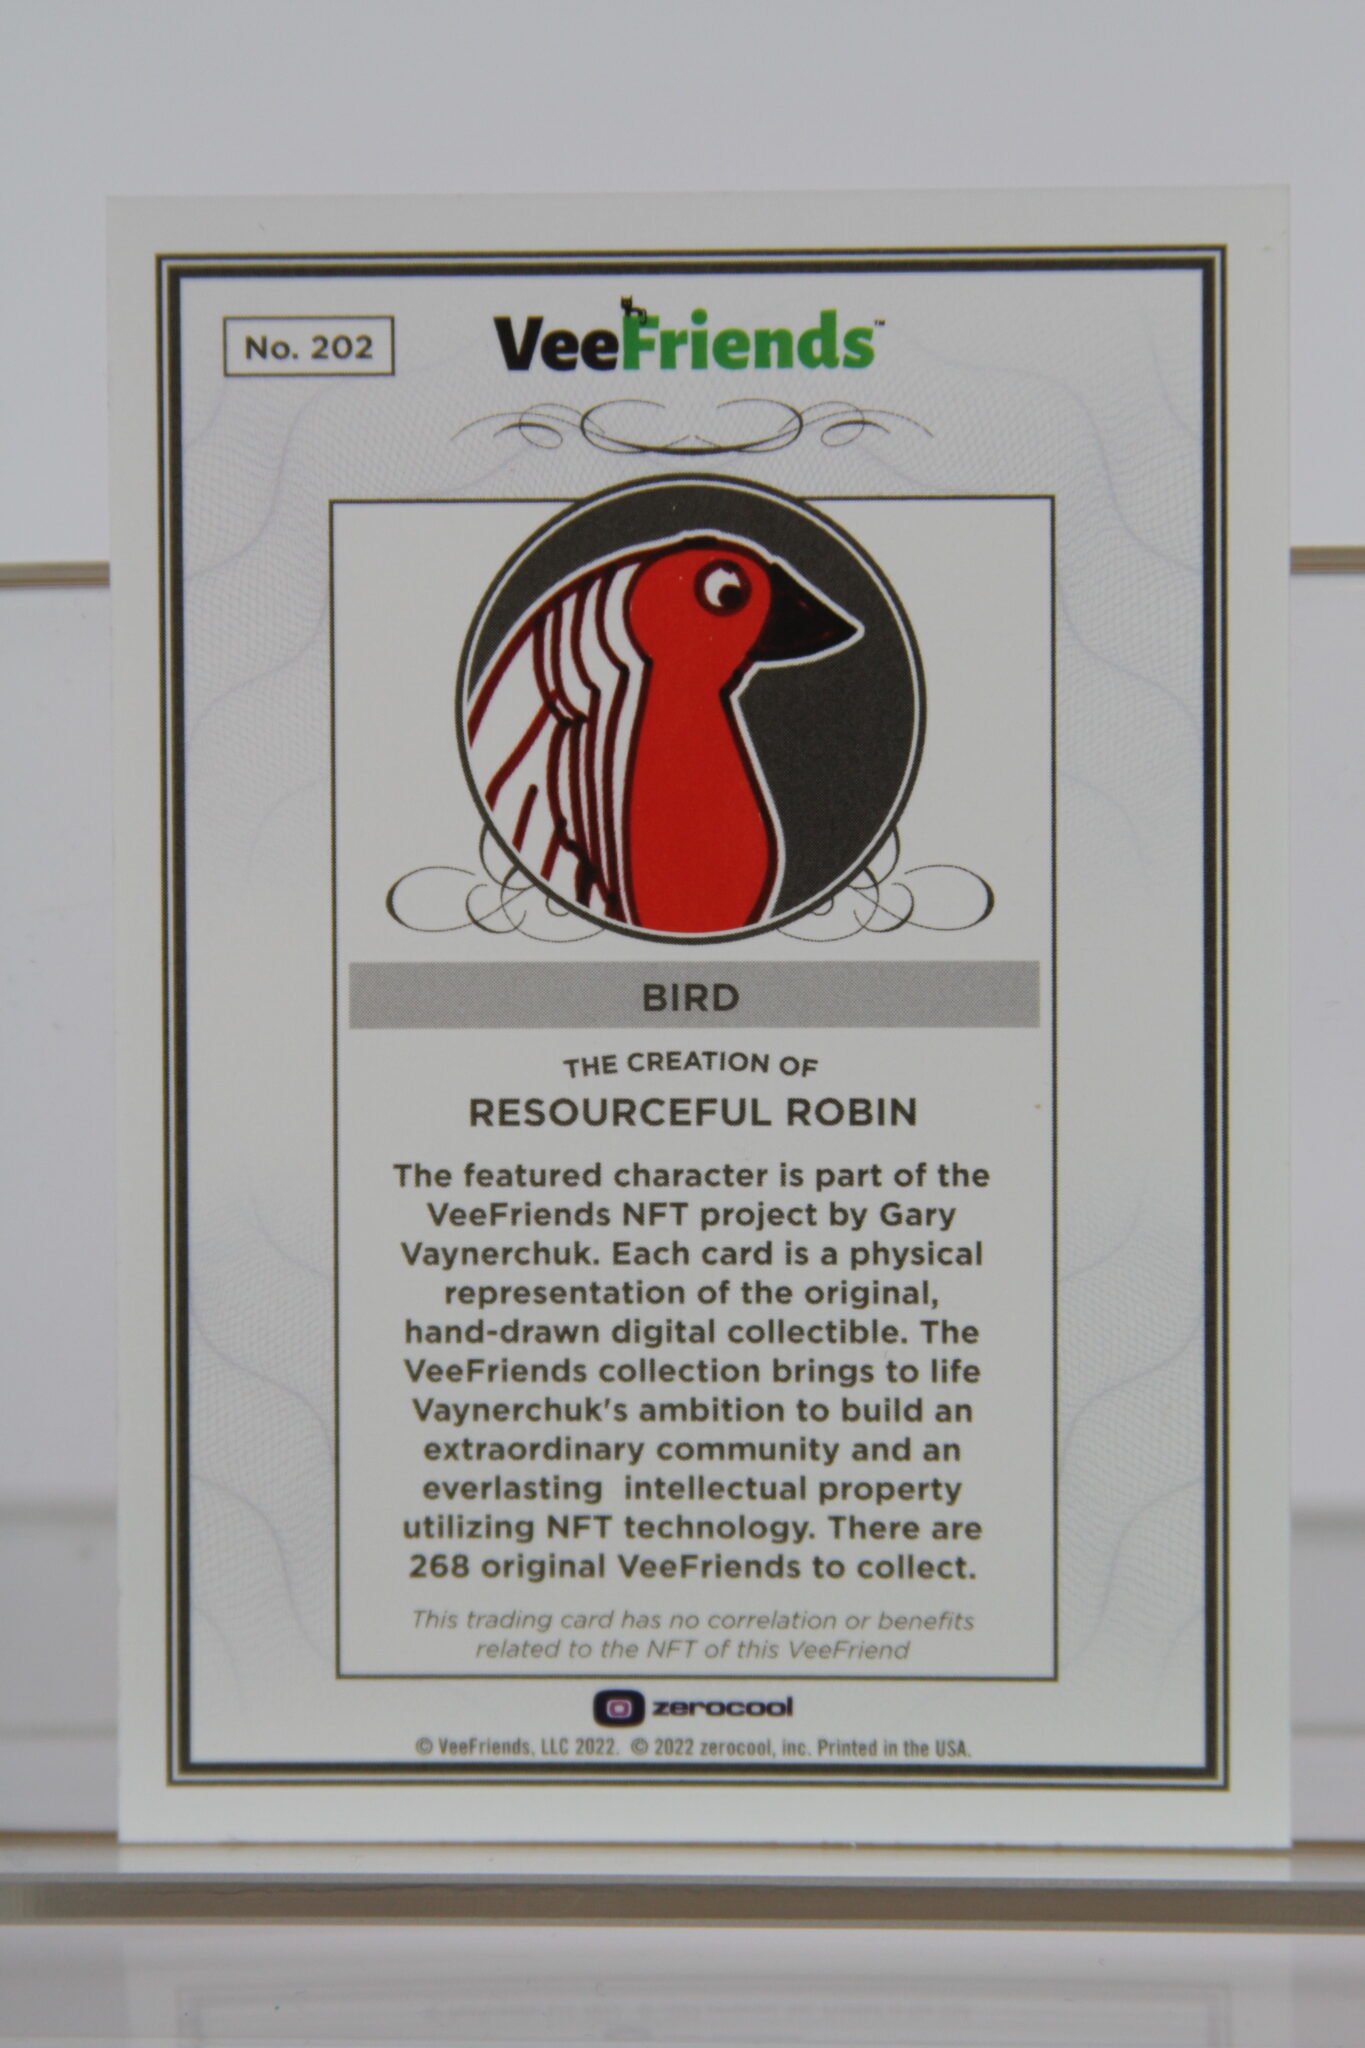 No. 202
VeeFriends™
BIRD
THE CREATION OF
RESOURCEFUL ROBIN
The featured character is part of the
VeeFriends NFT project by Gary
Vaynerchuk. Each card is a physical
representation of the original,
hand-drawn digital collectible. The
VeeFriends collection brings to life
Vaynerchuk's ambition to build an
extraordinary community and an
everlasting  intellectual property
utilizing NFT technology. There are
268 original VeeFriends to collect.
This trading card has no correlation or benefits
related to the NFT of this VeeFriend
zerocool
© VeeFriends, LLC 2022.  © 2022 zerocool, inc. Printed in the USA.